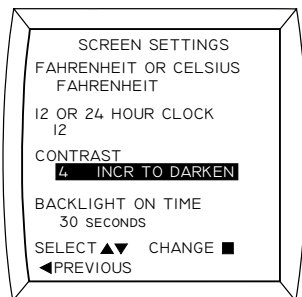 SCREEN SETTINGS
FAHRENHEIT OR CELSIUS
FAHRENHEIT
12 OR 24 HOUR CLOCK
12
CONTRAST
4 INCR TO DARKEN
BACKLIGHT ON TIME
30 SECONDS
SELECT▲▼ CHANGE ■
◀PREVIOUS